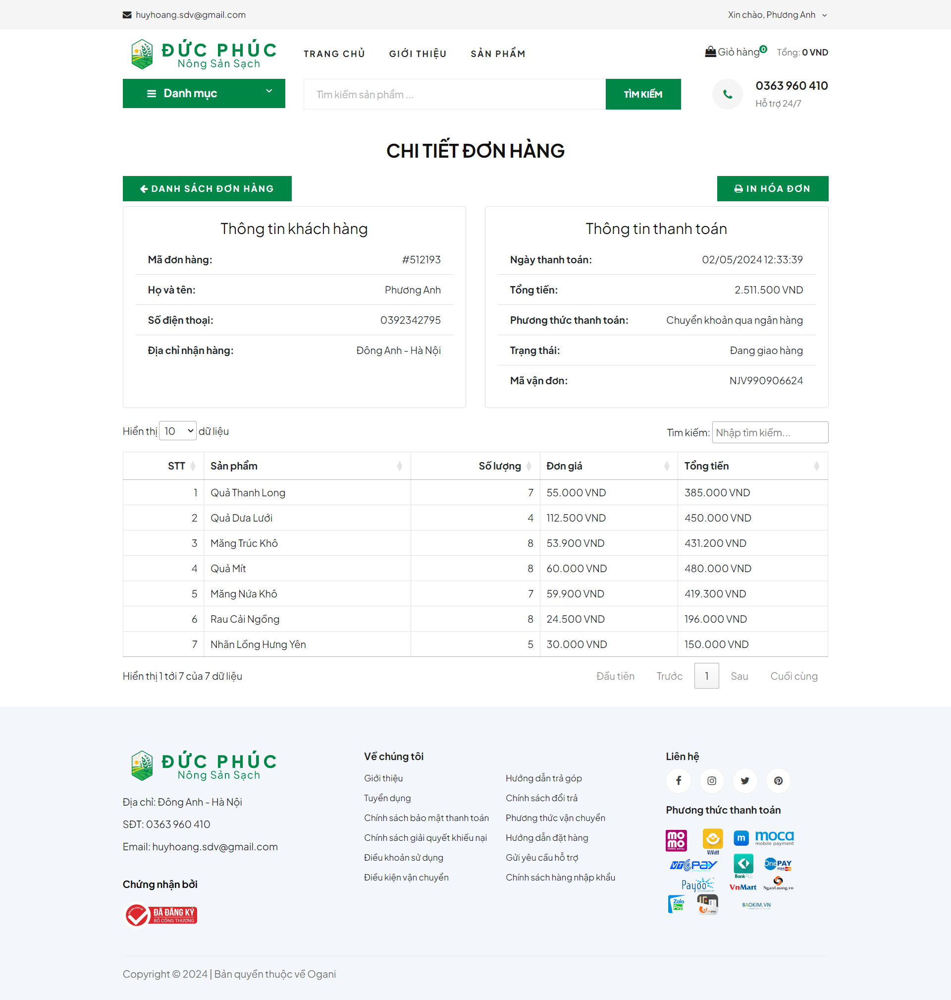 huyhoang.sdv@gmail.com
Xin chào, Phương Anh
ĐỨC PHÚC
Nông Sản Sạch
TRANG CHỦ
GIỚI THIỆU
SẢN PHẨM
Giỏ hàng 0
Tổng: 0 VND
Danh mục
Tìm kiếm sản phẩm ...
TÌM KIẾM
0363 960 410
Hỗ trợ 24/7
CHI TIẾT ĐƠN HÀNG
DANH SÁCH ĐƠN HÀNG
IN HÓA ĐƠN
Thông tin khách hàng
Mã đơn hàng: #512193
Họ và tên: Phương Anh
Số điện thoại: 0392342795
Địa chỉ nhận hàng: Đông Anh - Hà Nội
Thông tin thanh toán
Ngày thanh toán: 02/05/2024 12:33:39
Tổng tiền: 2.511.500 VND
Phương thức thanh toán: Chuyển khoản qua ngân hàng
Trạng thái: Đang giao hàng
Mã vận đơn: NJV990906624
Hiển thị 10 dữ liệu
Tìm kiếm: Nhập tìm kiếm...
STT Sản phẩm Số lượng Đơn giá Tổng tiền
1 Quả Thanh Long 7 55.000 VND 385.000 VND
2 Quả Dưa Lưới 4 112.500 VND 450.000 VND
3 Măng Trúc Khô 8 53.900 VND 431.200 VND
4 Quả Mít 8 60.000 VND 480.000 VND
5 Măng Nứa Khô 7 59.900 VND 419.300 VND
6 Rau Cải Ngồng 8 24.500 VND 196.000 VND
7 Nhãn Lồng Hưng Yên 5 30.000 VND 150.000 VND
Hiển thị 1 tới 7 của 7 dữ liệu
Đầu tiên Trước 1 Sau Cuối cùng
ĐỨC PHÚC
Nông Sản Sạch
Địa chỉ: Đông Anh - Hà Nội
SĐT: 0363 960 410
Email: huyhoang.sdv@gmail.com
Chứng nhận bởi
ĐÃ ĐĂNG KÝ
BỘ CÔNG THƯƠNG
Về chúng tôi
Giới thiệu
Tuyển dụng
Chính sách bảo mật thanh toán
Chính sách giải quyết khiếu nại
Điều khoản sử dụng
Điều kiện vận chuyển
Hướng dẫn trả góp
Chính sách đổi trả
Phương thức vận chuyển
Hướng dẫn đặt hàng
Gửi yêu cầu hỗ trợ
Chính sách hàng nhập khẩu
Liên hệ
Phương thức thanh toán
MOMO
mobile money
ViViệt
m moca
mobile payment
VTCPay
BankPlus
OnePAY
VISA
Payoo
VnMart
NganLuong.vn
Zalo
Pay
BAOKIM.VN
Copyright © 2024 | Bản quyền thuộc về Ogani